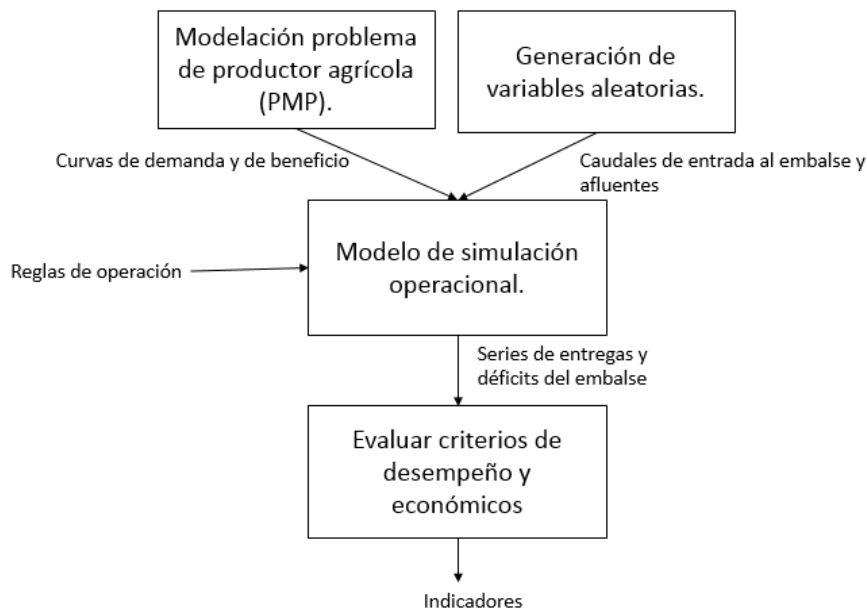 Modelación problema
de productor agrícola
(PMP).
Generación de
variables aleatorias.
Curvas de demanda y de beneficio
Caudales de entrada al embalse y
afluentes
Reglas de operación
Modelo de simulación
operacional.
Series de entregas y
déficits del embalse
Evaluar criterios de
desempeño y
económicos
Indicadores